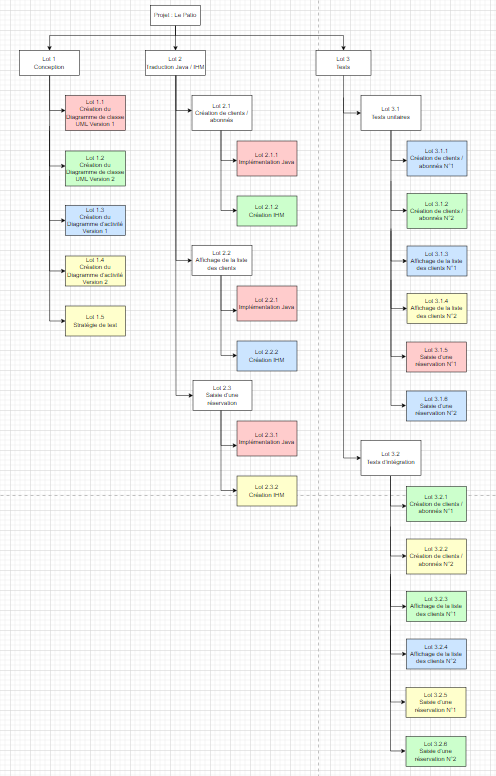 Projet : Le Patio
Lot 1
Conception
Lot 1.1
Création du
Diagramme de classe
UML Version 1
Lot 1.2
Création du
Diagramme de classe
UML Version 2
Lot 1.3
Création du
Diagramme d'activité
Version 1
Lot 1.4
Création du
Diagramme d'activité
Version 2
Lot 1.5
Stratégie de test
Lot 2
Traduction Java / IHM
Lot 2.1
Création de clients /
abonnés
Lot 2.1.1
Implémentation Java
Lot 2.1.2
Création IHM
Lot 2.2
Affichage de la liste
des clients
Lot 2.2.1
Implémentation Java
Lot 2.2.2
Création IHM
Lot 2.3
Saisie d'une
réservation
Lot 2.3.1
Implémentation Java
Lot 2.3.2
Création IHM
Lot 3
Tests
Lot 3.1
Tests unitaires
Lot 3.1.1
Création de clients /
abonnés N°1
Lot 3.1.2
Création de clients /
abonnés N°2
Lot 3.1.3
Affichage de la liste
des clients N°1
Lot 3.1.4
Affichage de la liste
des clients N°2
Lot 3.1.5
Saisie d'une
réservation N°1
Lot 3.1.6
Saisie d'une
réservation N°2
Lot 3.2
Tests d'intégration
Lot 3.2.1
Création de clients /
abonnés N°1
Lot 3.2.2
Création de clients /
abonnés N°2
Lot 3.2.3
Affichage de la liste
des clients N°1
Lot 3.2.4
Affichage de la liste
des clients N°2
Lot 3.2.5
Saisie d'une
réservation N°1
Lot 3.2.6
Saisie d'une
réservation N°2